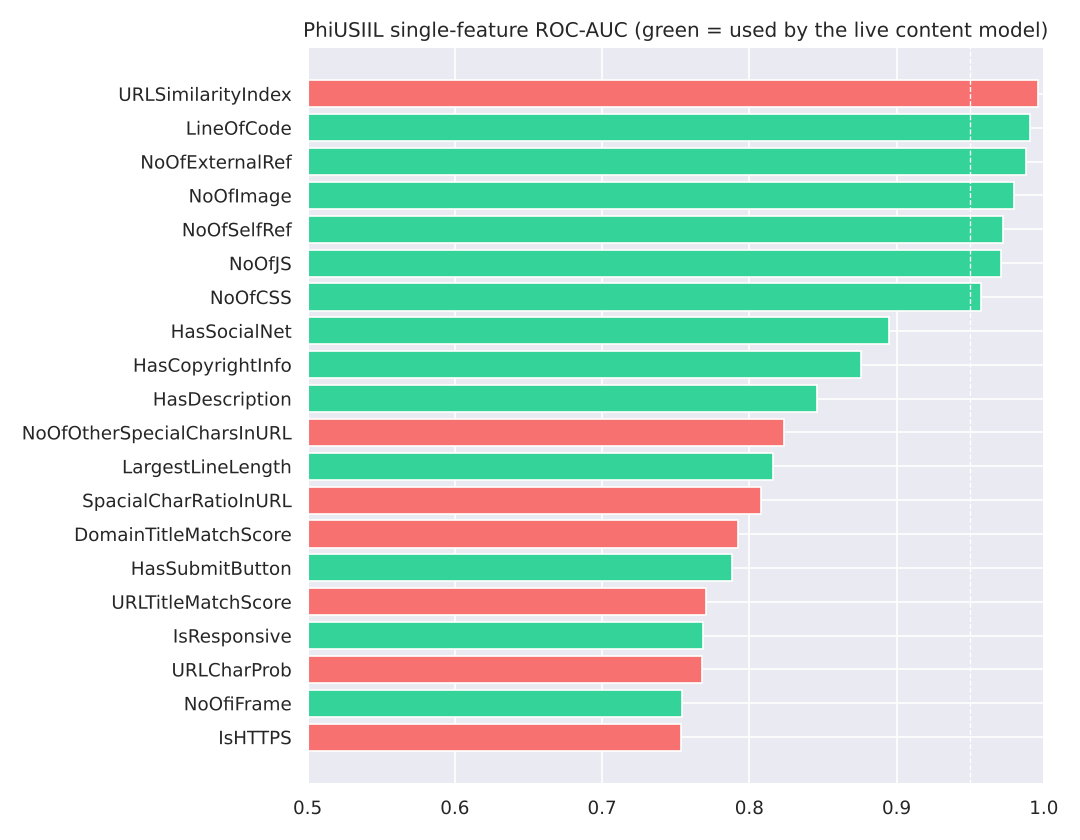 PhiUSIIL single-feature ROC-AUC (green = used by the live content model)
URLSimilarityIndex
LineOfCode
NoOfExternalRef
NoOfImage
NoOfSelfRef
NoOfJS
NoOfCSS
HasSocialNet
HasCopyrightInfo
HasDescription
NoOfOtherSpecialCharsInURL
LargestLineLength
SpacialCharRatioInURL
DomainTitleMatchScore
HasSubmitButton
URLTitleMatchScore
IsResponsive
URLCharProb
NoOfiFrame
IsHTTPS
0.5 0.6 0.7 0.8 0.9 1.0